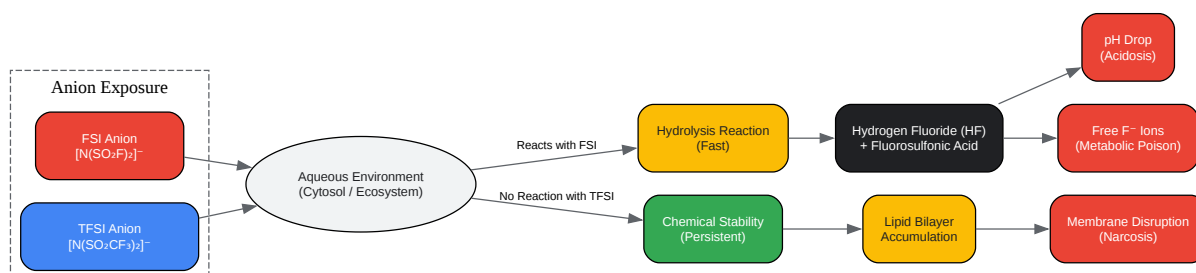 Anion Exposure
FSI Anion
[N(SO₂F)₂]⁻
TFSI Anion
[N(SO₂CF₃)₂]⁻
Aqueous Environment
(Cytosol / Ecosystem)
Reacts with FSI
No Reaction with TFSI
Hydrolysis Reaction
(Fast)
Chemical Stability
(Persistent)
Hydrogen Fluoride (HF)
+ Fluorosulfonic Acid
Lipid Bilayer
Accumulation
pH Drop
(Acidosis)
Free F⁻ Ions
(Metabolic Poison)
Membrane Disruption
(Narcosis)